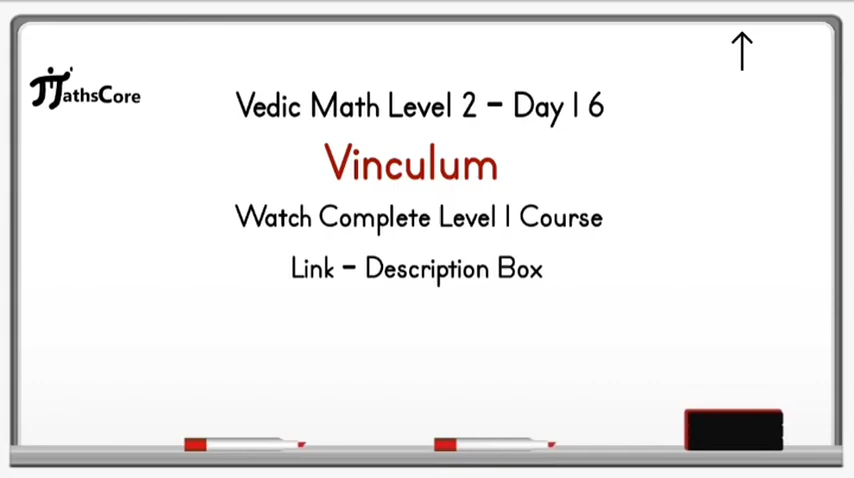 MathsCore
Vedic Math Level 2 - Day 16
Vinculum
Watch Complete Level 1 Course
Link - Description Box